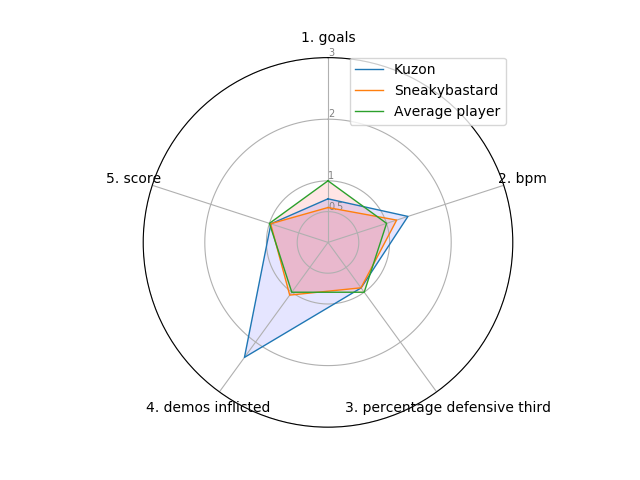 1. goals
3
Kuzon
Sneakybastard
Average player
2
1
0.5
5. score
2. bpm
4. demos inflicted
3. percentage defensive third